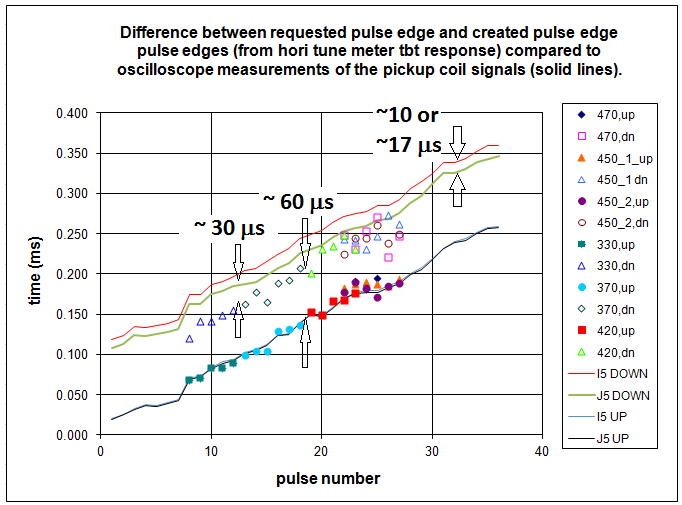 Difference between requested pulse edge and created pulse edge
pulse edges (from hori tune meter tbt response) compared to
oscilloscope measurements of the pickup coil signals (solid lines).
0.400
0.350
0.300
0.250
0.200
0.150
0.100
0.050
0.000
time (ms)
0
10
20
30
40
pulse number
~ 30 µs
~ 60 µs
~10 or
~17 µs
470,up
470,dn
450_1_up
450_1 dn
450_2,up
450_2,dn
330,up
330,dn
370,up
370,dn
420,up
420,dn
I5 DOWN
J5 DOWN
I5 UP
J5 UP